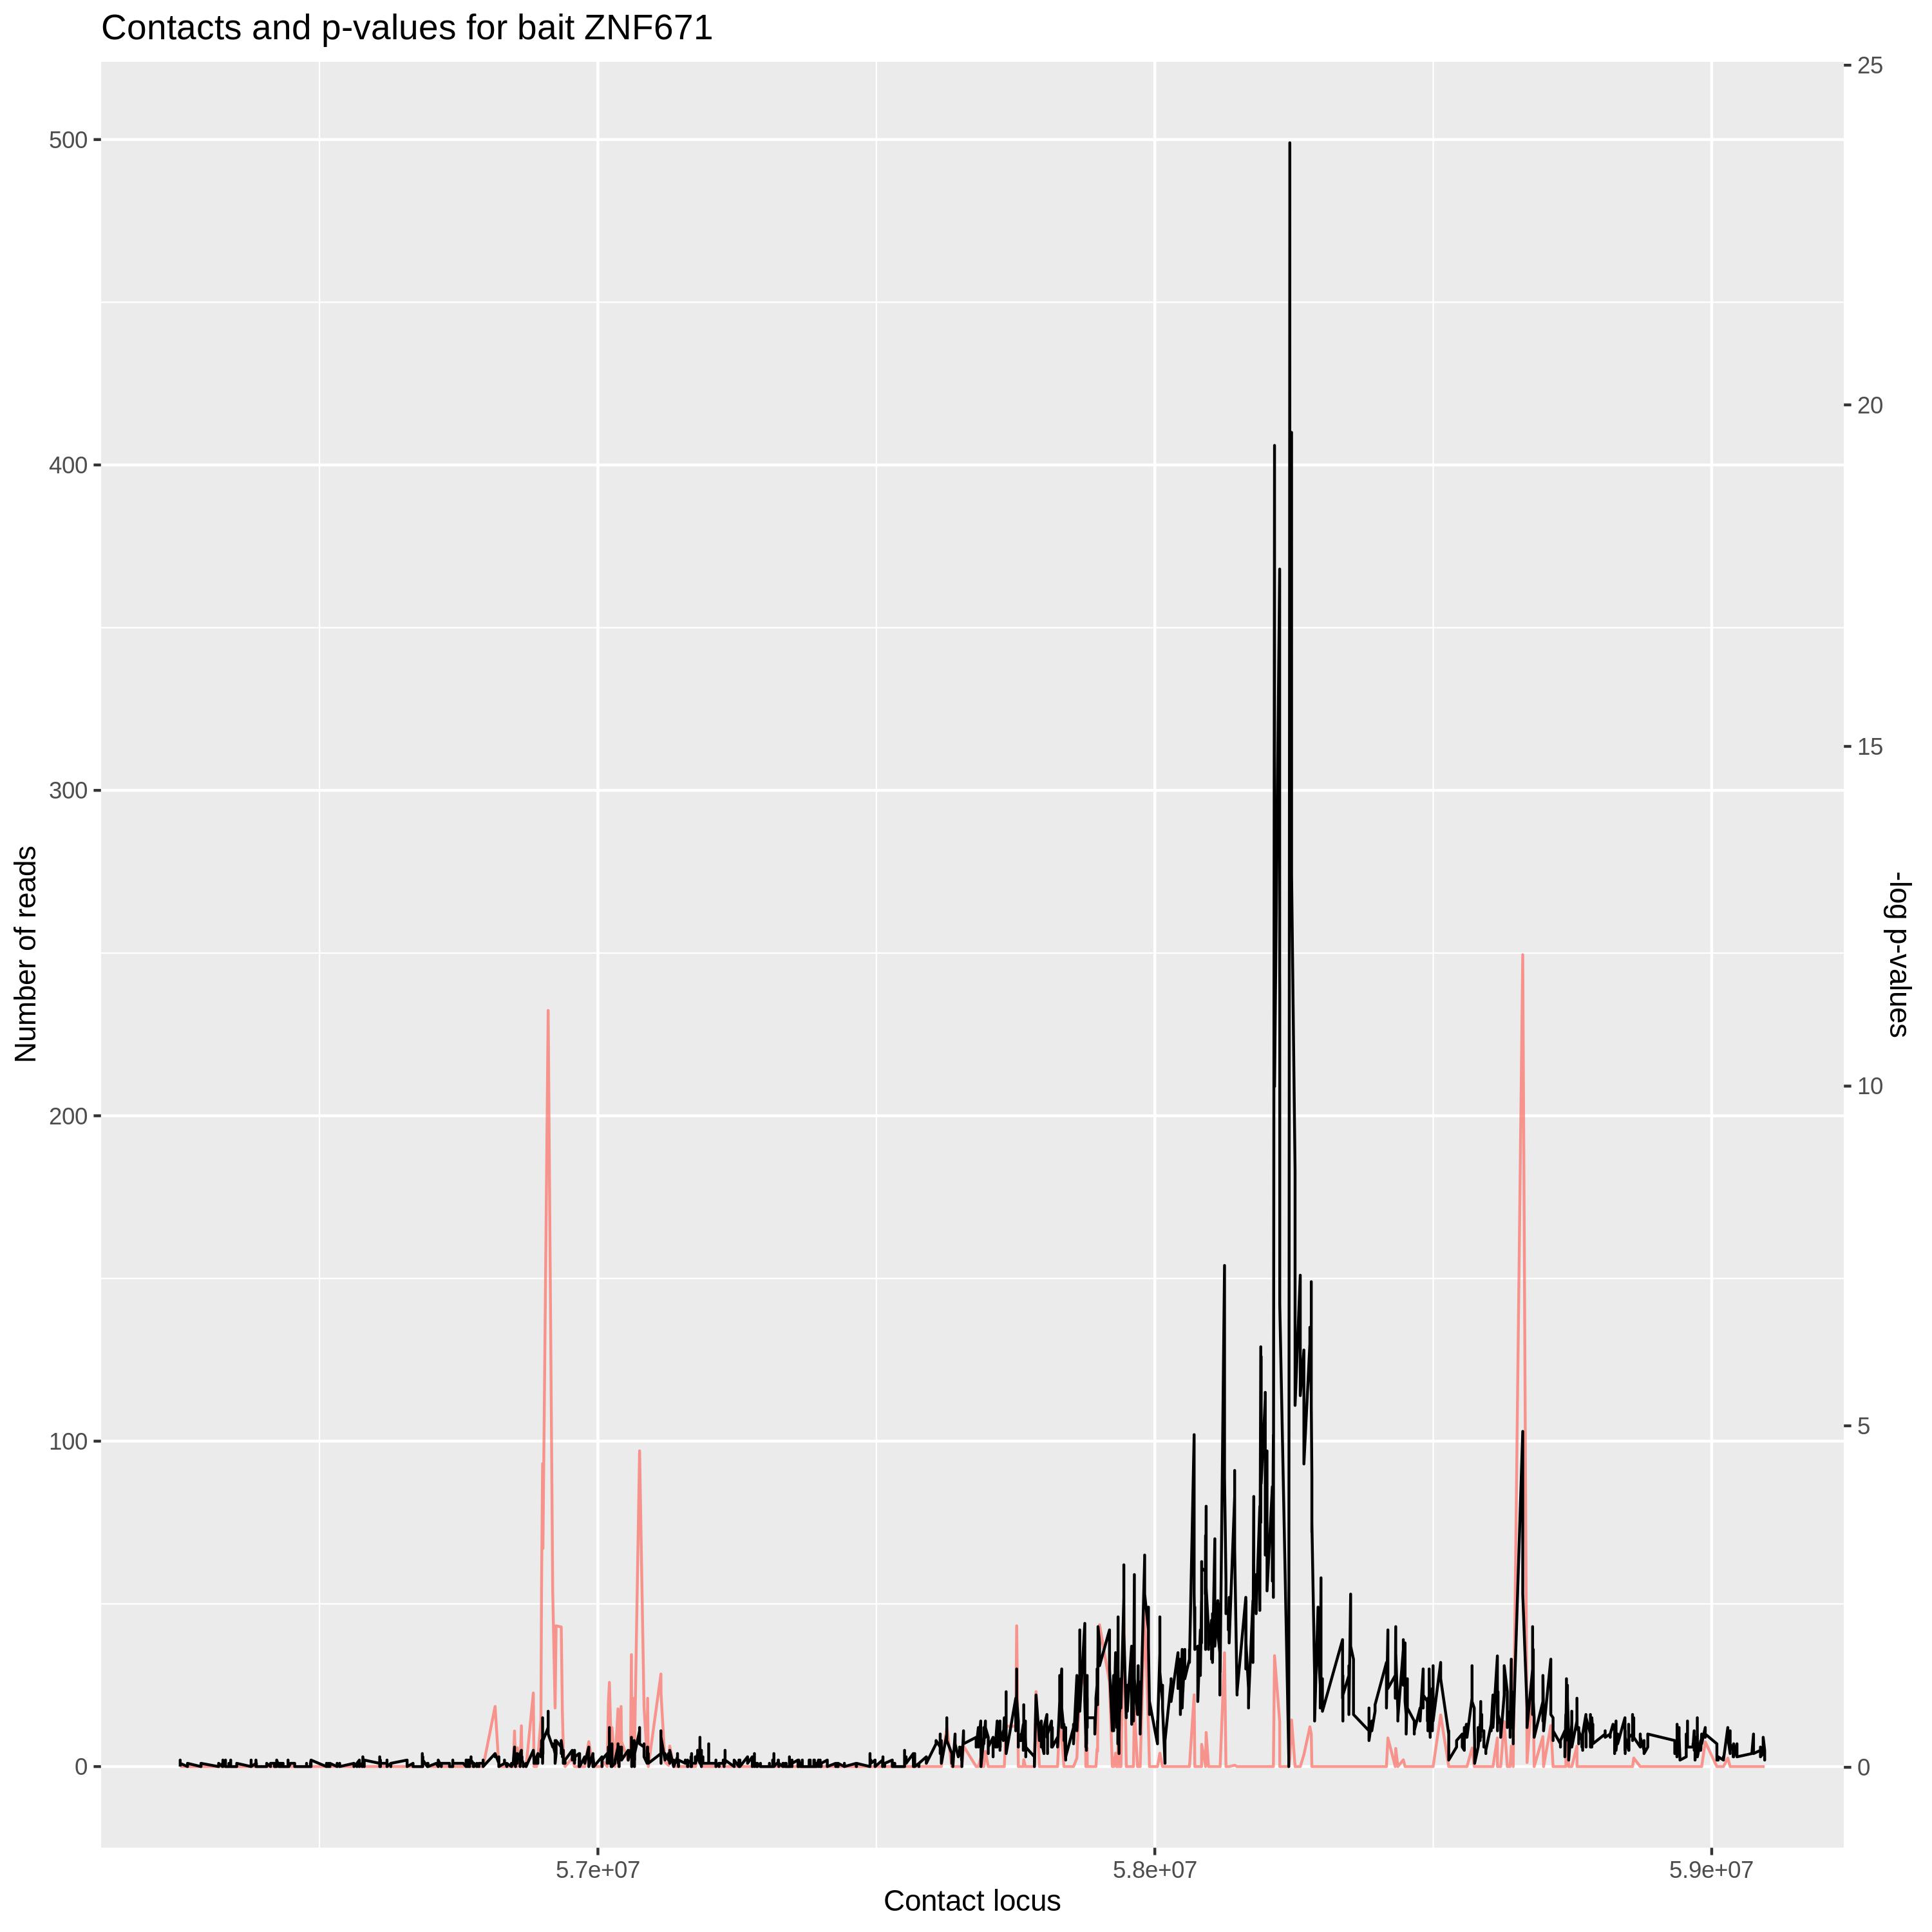 Contacts and p-values for bait ZNF671
500
400
300
200
100
0
Number of reads
25
20
15
10
5
0
-log p-values
5.7e+07
5.8e+07
5.9e+07
Contact locus